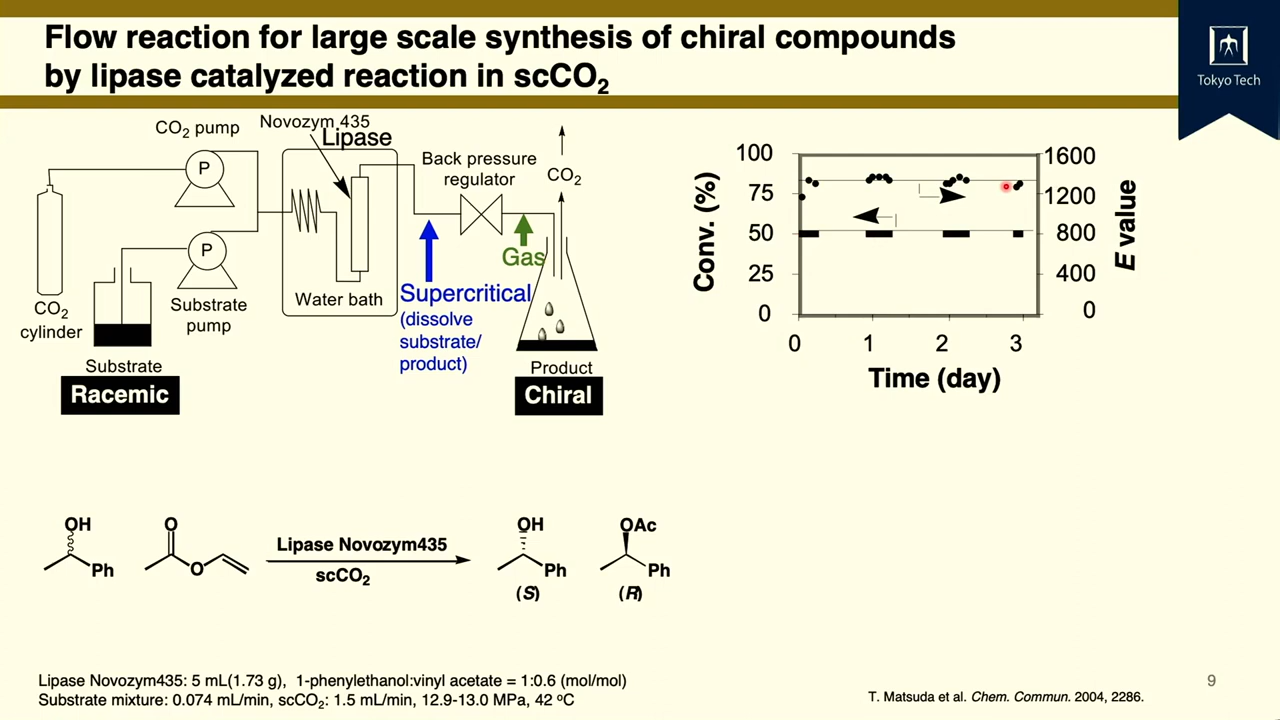 Flow reaction for large scale synthesis of chiral compounds
by lipase catalyzed reaction in scCO₂
Tokyo Tech
CO₂ pump
Novozym 435
Lipase
Back pressure
regulator
CO₂
P
P
Gas
CO₂
cylinder
Substrate
pump
Water bath
Supercritical
(dissolve
substrate/
product)
Substrate
Racemic
Product
Chiral
Conv. (%)
100
75
50
25
0
1600
1200
800
400
0
E value
0 1 2 3
Time (day)
OH
Ph
O
O
Lipase Novozym435
scCO₂
OH
Ph
(S)
OAc
Ph
(R)
Lipase Novozym435: 5 mL(1.73 g), 1-phenylethanol:vinyl acetate = 1:0.6 (mol/mol)
Substrate mixture: 0.074 mL/min, scCO₂: 1.5 mL/min, 12.9-13.0 MPa, 42 ºC
T. Matsuda et al. Chem. Commun. 2004, 2286.
9